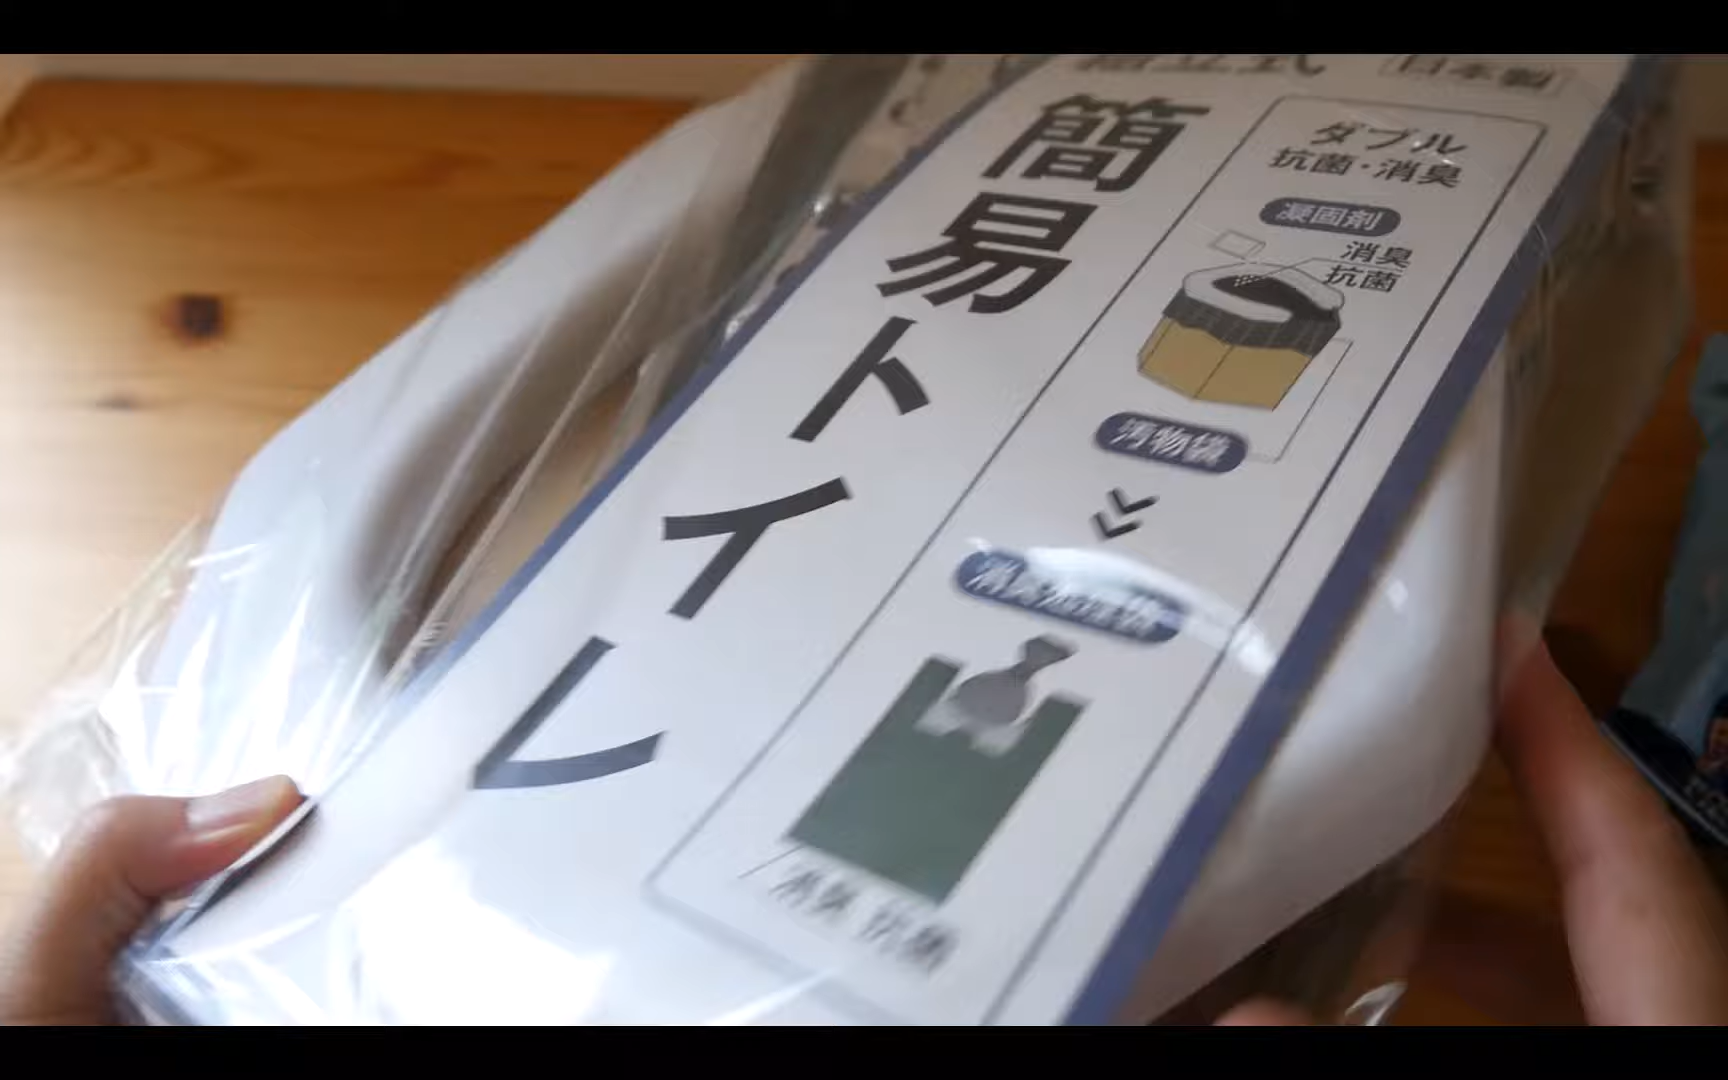 組立式
日本製
簡易トイレ
ダブル
抗菌・消臭
凝固剤
消臭
抗菌
汚物袋
消臭 抗菌